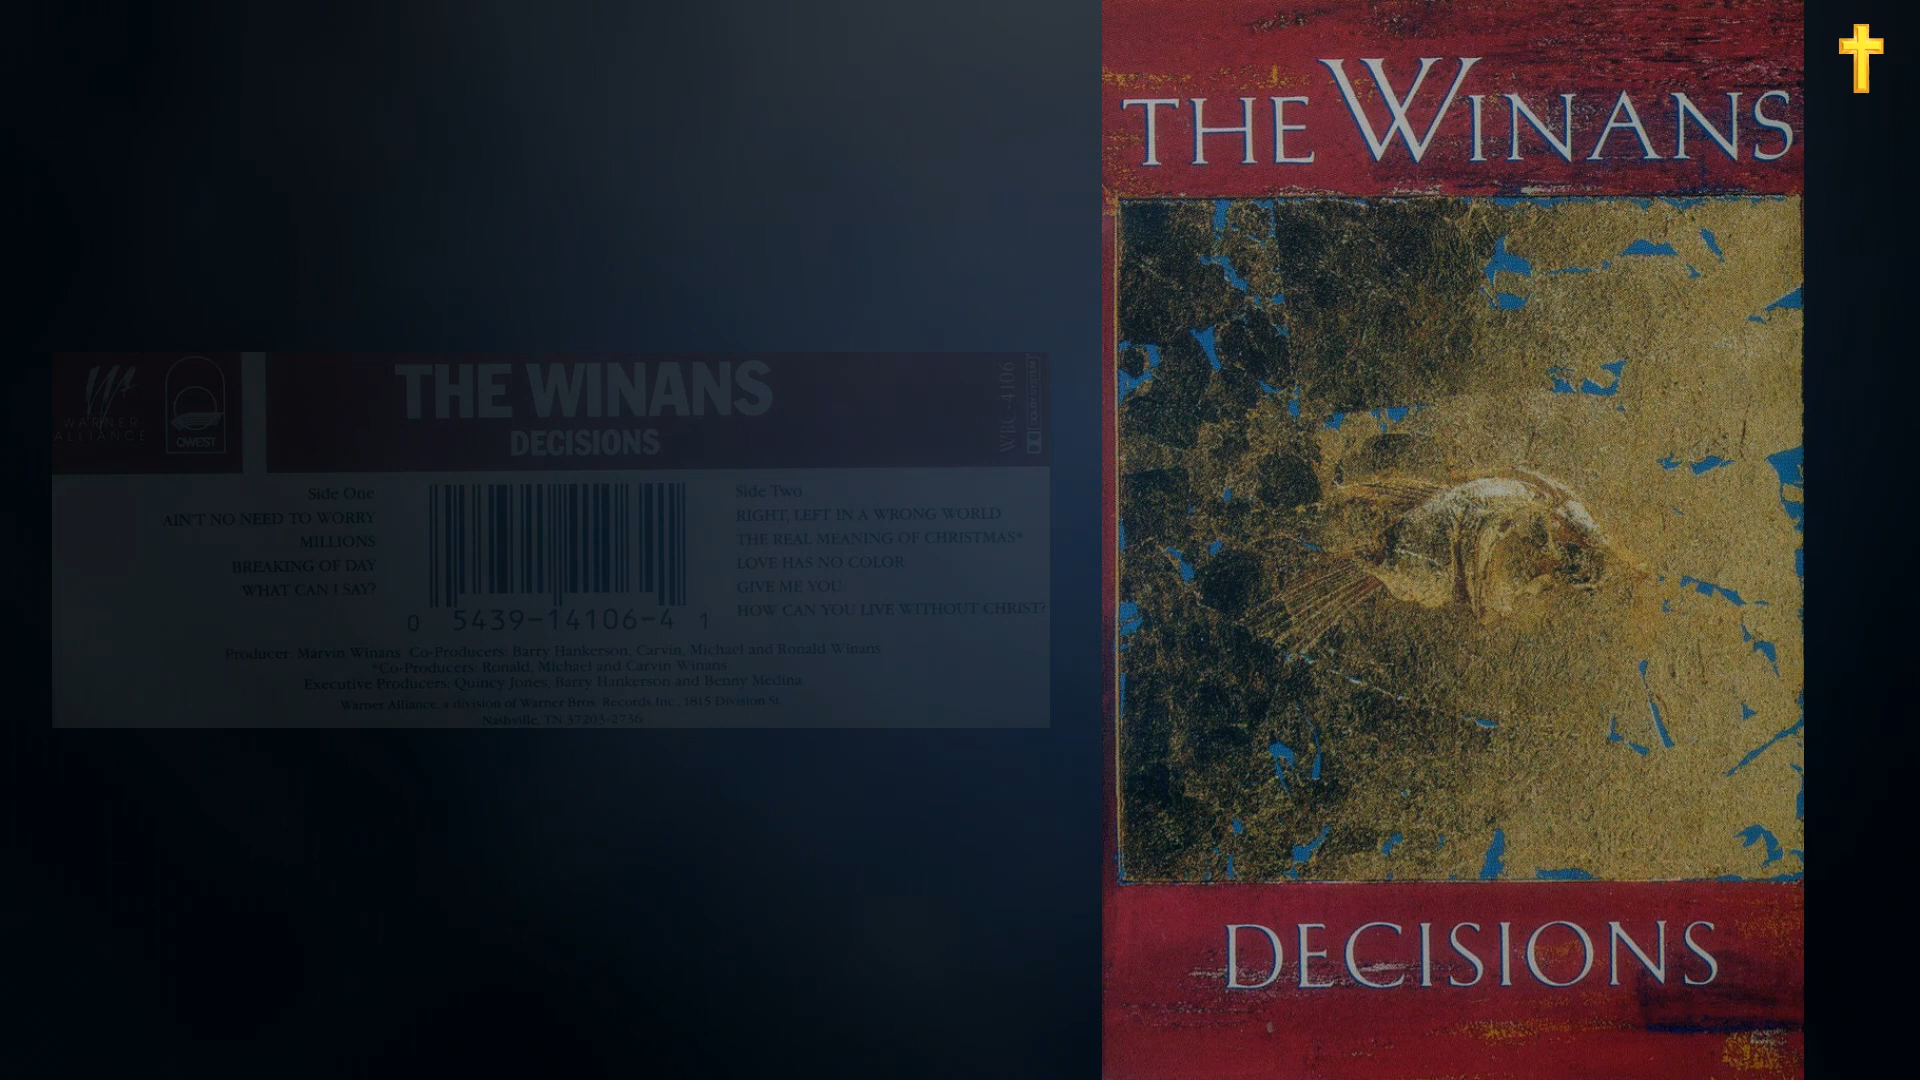 WARNER
ALLIANCE
QWEST
THE WINANS
DECISIONS
WBC-4106
Side One
AIN'T NO NEED TO WORRY
MILLIONS
BREAKING OF DAY
WHAT CAN I SAY?
0 5439-14106-4 1
Side Two
RIGHT, LEFT IN A WRONG WORLD
THE REAL MEANING OF CHRISTMAS*
LOVE HAS NO COLOR
GIVE ME YOU
HOW CAN YOU LIVE WITHOUT CHRIST?
Producer: Marvin Winans Co-Producers: Barry Hankerson, Carvin, Michael and Ronald Winans
*Co-Producers: Ronald, Michael and Carvin Winans
Executive Producers: Quincy Jones, Barry Hankerson and Benny Medina
Warner Alliance, a division of Warner Bros. Records Inc., 1815 Division St.
Nashville, TN 37203-2736
THE WINANS
DECISIONS